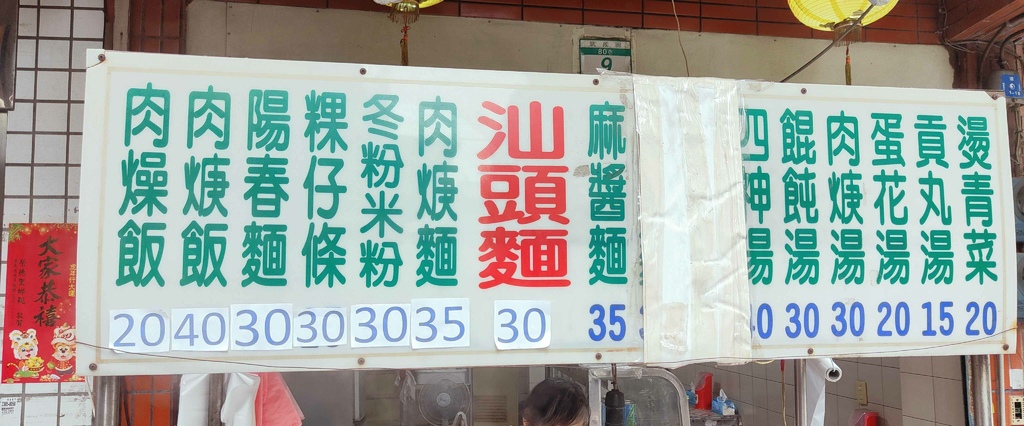 肉燥飯 20
肉焿飯 40
陽春麵 30
粿仔條 30
冬粉米粉 30
肉焿麵 35
汕頭麵 30
麻醬麵 35
四神湯
餛飩湯 30
肉焿湯 30
蛋花湯 20
貢丸湯 15
燙青菜 20
9
大家恭禧